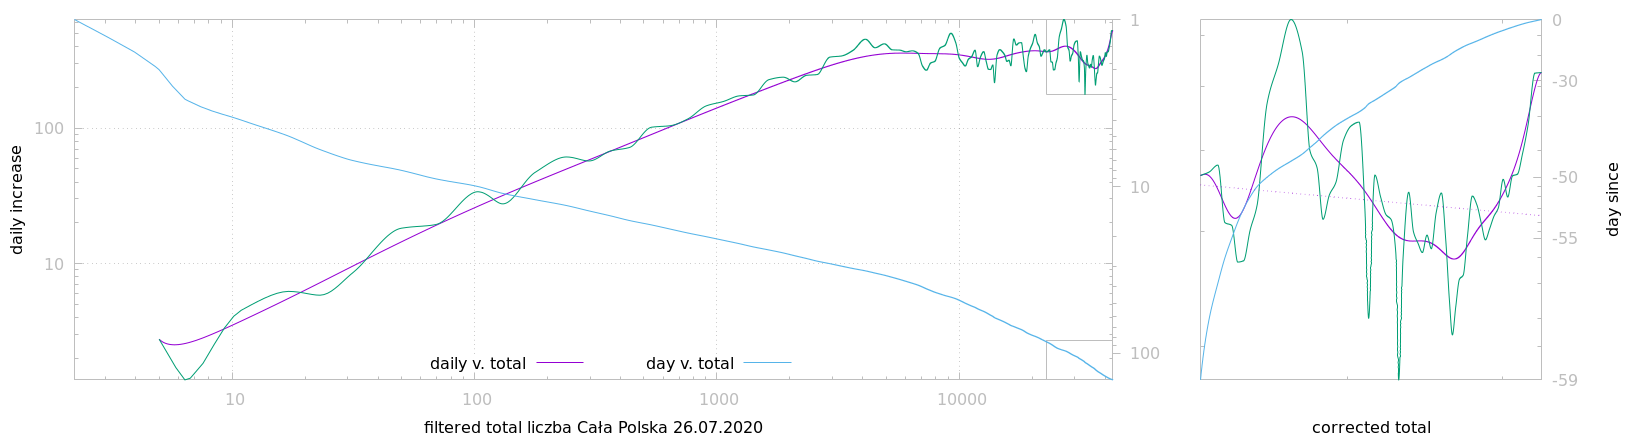 daily increase
100
10
daily v. total
day v. total
10
100
1000
10000
filtered total liczba Cała Polska 26.07.2020
1
10
100
0
-30
-50
-55
-59
day since
corrected total